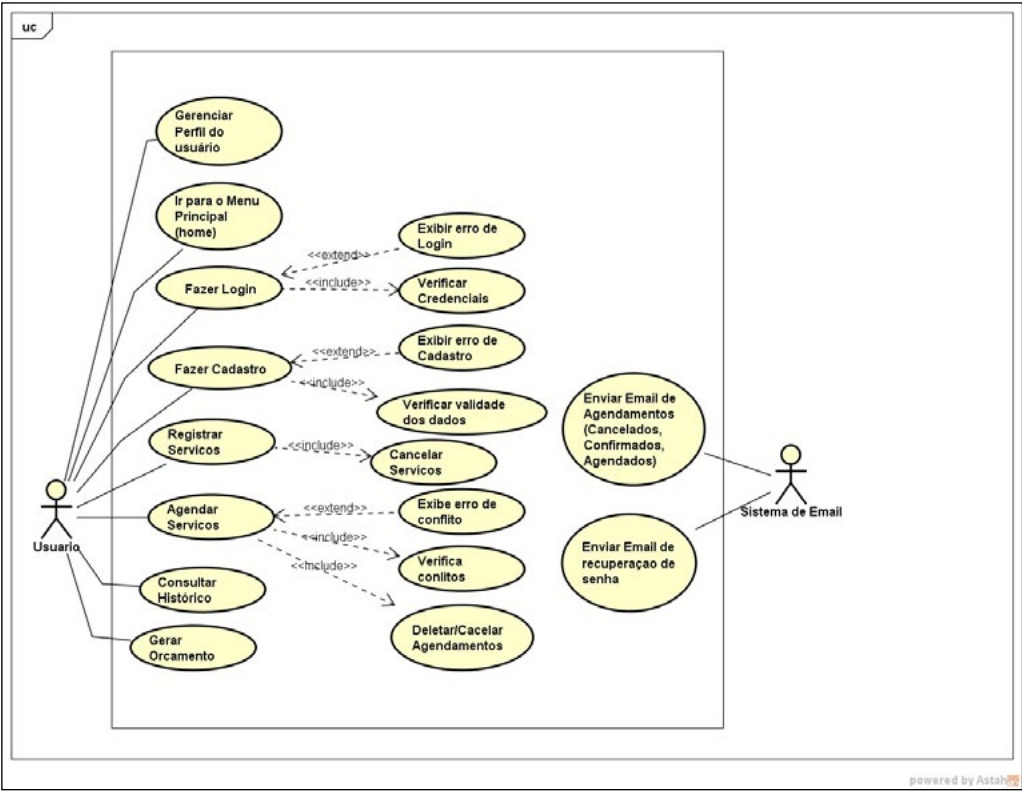 uc
Gerenciar
Perfil do
usuário
Ir para o Menu
Principal
(home)
Exibir erro de
Login
<<extend>>
Fazer Login
<<include>>
Verificar
Credenciais
Exibir erro de
Cadastro
<<extend>>
Fazer Cadastro
<<include>>
Verificar validade
dos dados
Registrar
Servicos
<<include>>
Cancelar
Servicos
Enviar Email de
Agendamentos
(Cancelados,
Confirmados,
Agendados)
Agendar
Servicos
<<extend>>
Exibe erro de
conflito
<<include>>
Verifica
conlitos
<<include>>
Deletar/Cacelar
Agendamentos
Usuario
Sistema de Email
Enviar Email de
recuperaçao de
senha
Consultar
Histórico
Gerar
Orcamento
powered by Astah